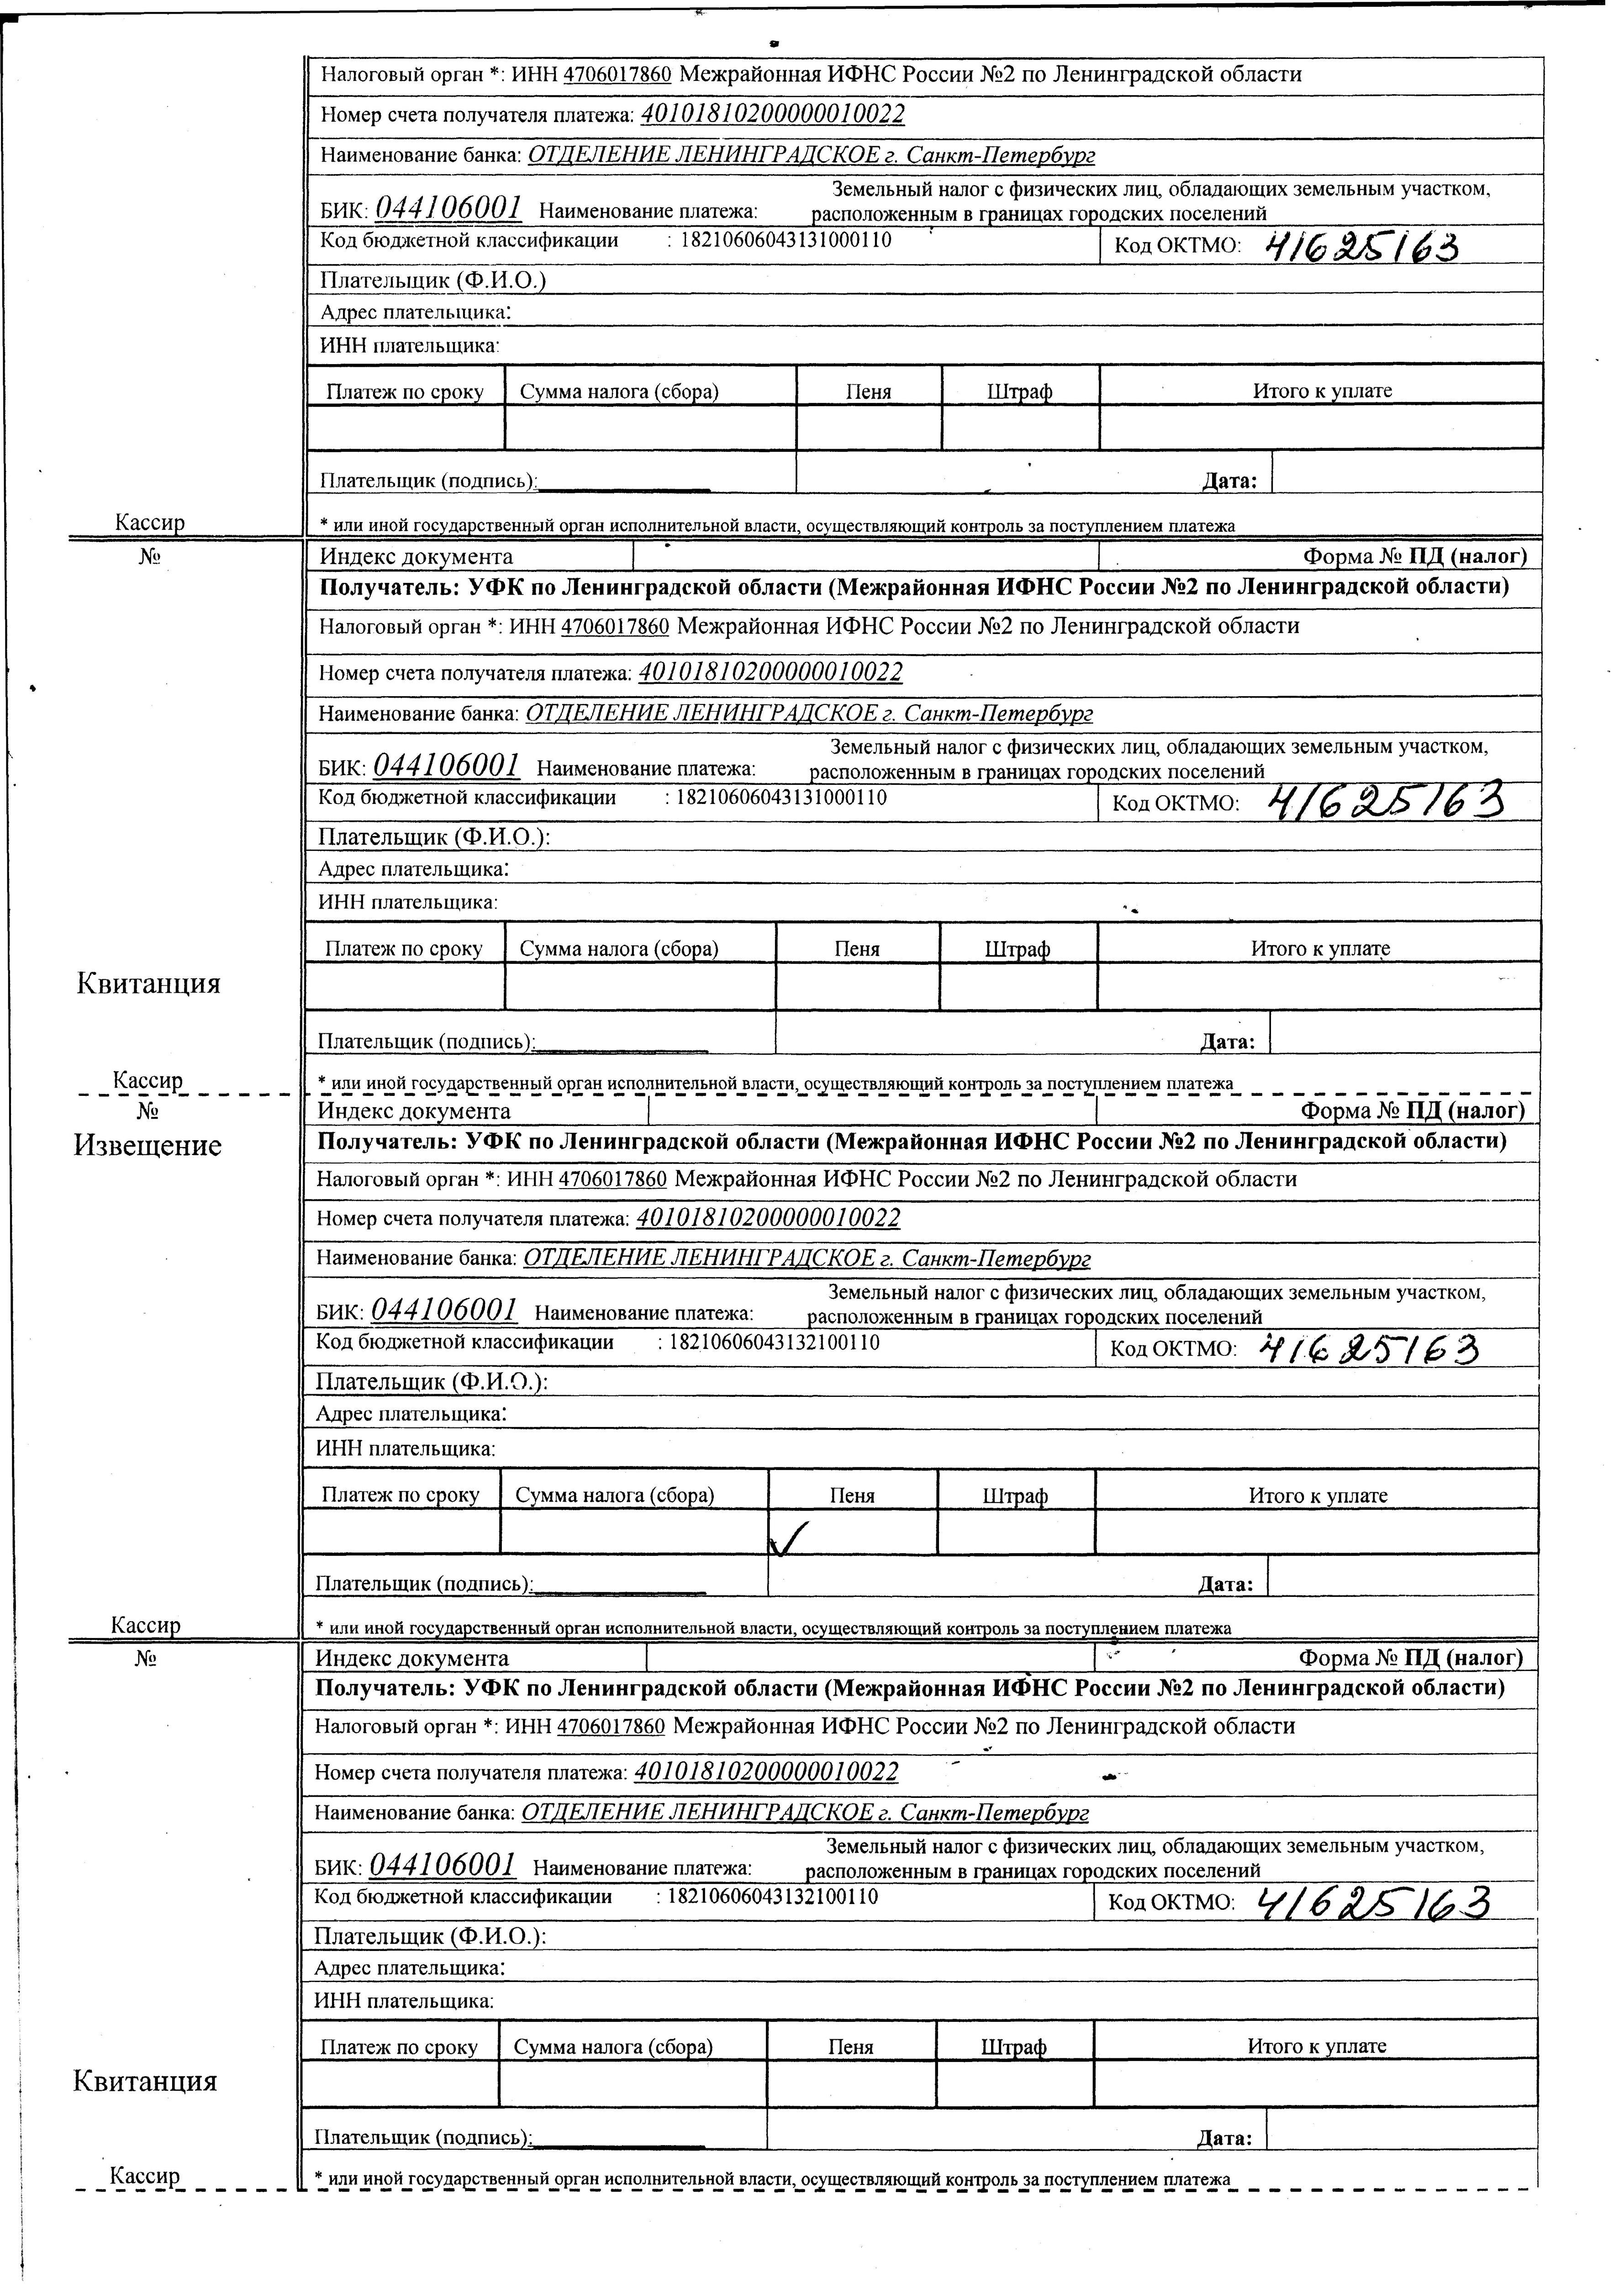 Налоговый орган *: ИНН 4706017860 Межрайонная ИФНС России №2 по Ленинградской области
Номер счета получателя платежа: 40101810200000010022
Наименование банка: ОТДЕЛЕНИЕ ЛЕНИНГРАДСКОЕ г. Санкт-Петербург
Земельный налог с физических лиц, обладающих земельным участком,
БИК: 044106001 Наименование платежа: расположенным в границах городских поселений
Код бюджетной классификации : 18210606043131000110 Код ОКТМО: 41625163
Плательщик (Ф.И.О.)
Адрес плательщика:
ИНН плательщика:
Платеж по сроку Сумма налога (сбора) Пеня Штраф Итого к уплате
Плательщик (подпись): Дата:
Кассир * или иной государственный орган исполнительной власти, осуществляющий контроль за поступлением платежа
№ Индекс документа Форма № ПД (налог)
Получатель: УФК по Ленинградской области (Межрайонная ИФНС России №2 по Ленинградской области)
Налоговый орган *: ИНН 4706017860 Межрайонная ИФНС России №2 по Ленинградской области
Номер счета получателя платежа: 40101810200000010022
Наименование банка: ОТДЕЛЕНИЕ ЛЕНИНГРАДСКОЕ г. Санкт-Петербург
Земельный налог с физических лиц, обладающих земельным участком,
БИК: 044106001 Наименование платежа: расположенным в границах городских поселений
Код бюджетной классификации : 18210606043131000110 Код ОКТМО: 41625163
Плательщик (Ф.И.О.):
Адрес плательщика:
ИНН плательщика:
Платеж по сроку Сумма налога (сбора) Пеня Штраф Итого к уплате
Квитанция
Плательщик (подпись): Дата:
Кассир * или иной государственный орган исполнительной власти, осуществляющий контроль за поступлением платежа
№ Индекс документа Форма № ПД (налог)
Извещение Получатель: УФК по Ленинградской области (Межрайонная ИФНС России №2 по Ленинградской области)
Налоговый орган *: ИНН 4706017860 Межрайонная ИФНС России №2 по Ленинградской области
Номер счета получателя платежа: 40101810200000010022
Наименование банка: ОТДЕЛЕНИЕ ЛЕНИНГРАДСКОЕ г. Санкт-Петербург
Земельный налог с физических лиц, обладающих земельным участком,
БИК: 044106001 Наименование платежа: расположенным в границах городских поселений
Код бюджетной классификации : 18210606043132100110 Код ОКТМО: 41625163
Плательщик (Ф.И.О.):
Адрес плательщика:
ИНН плательщика:
Платеж по сроку Сумма налога (сбора) Пеня Штраф Итого к уплате
Плательщик (подпись): Дата:
Кассир * или иной государственный орган исполнительной власти, осуществляющий контроль за поступлением платежа
№ Индекс документа Форма № ПД (налог)
Получатель: УФК по Ленинградской области (Межрайонная ИФНС России №2 по Ленинградской области)
Налоговый орган *: ИНН 4706017860 Межрайонная ИФНС России №2 по Ленинградской области
Номер счета получателя платежа: 40101810200000010022
Наименование банка: ОТДЕЛЕНИЕ ЛЕНИНГРАДСКОЕ г. Санкт-Петербург
Земельный налог с физических лиц, обладающих земельным участком,
БИК: 044106001 Наименование платежа: расположенным в границах городских поселений
Код бюджетной классификации : 18210606043132100110 Код ОКТМО: 41625163
Плательщик (Ф.И.О.):
Адрес плательщика:
ИНН плательщика:
Платеж по сроку Сумма налога (сбора) Пеня Штраф Итого к уплате
Квитанция
Плательщик (подпись): Дата:
Кассир * или иной государственный орган исполнительной власти, осуществляющий контроль за поступлением платежа